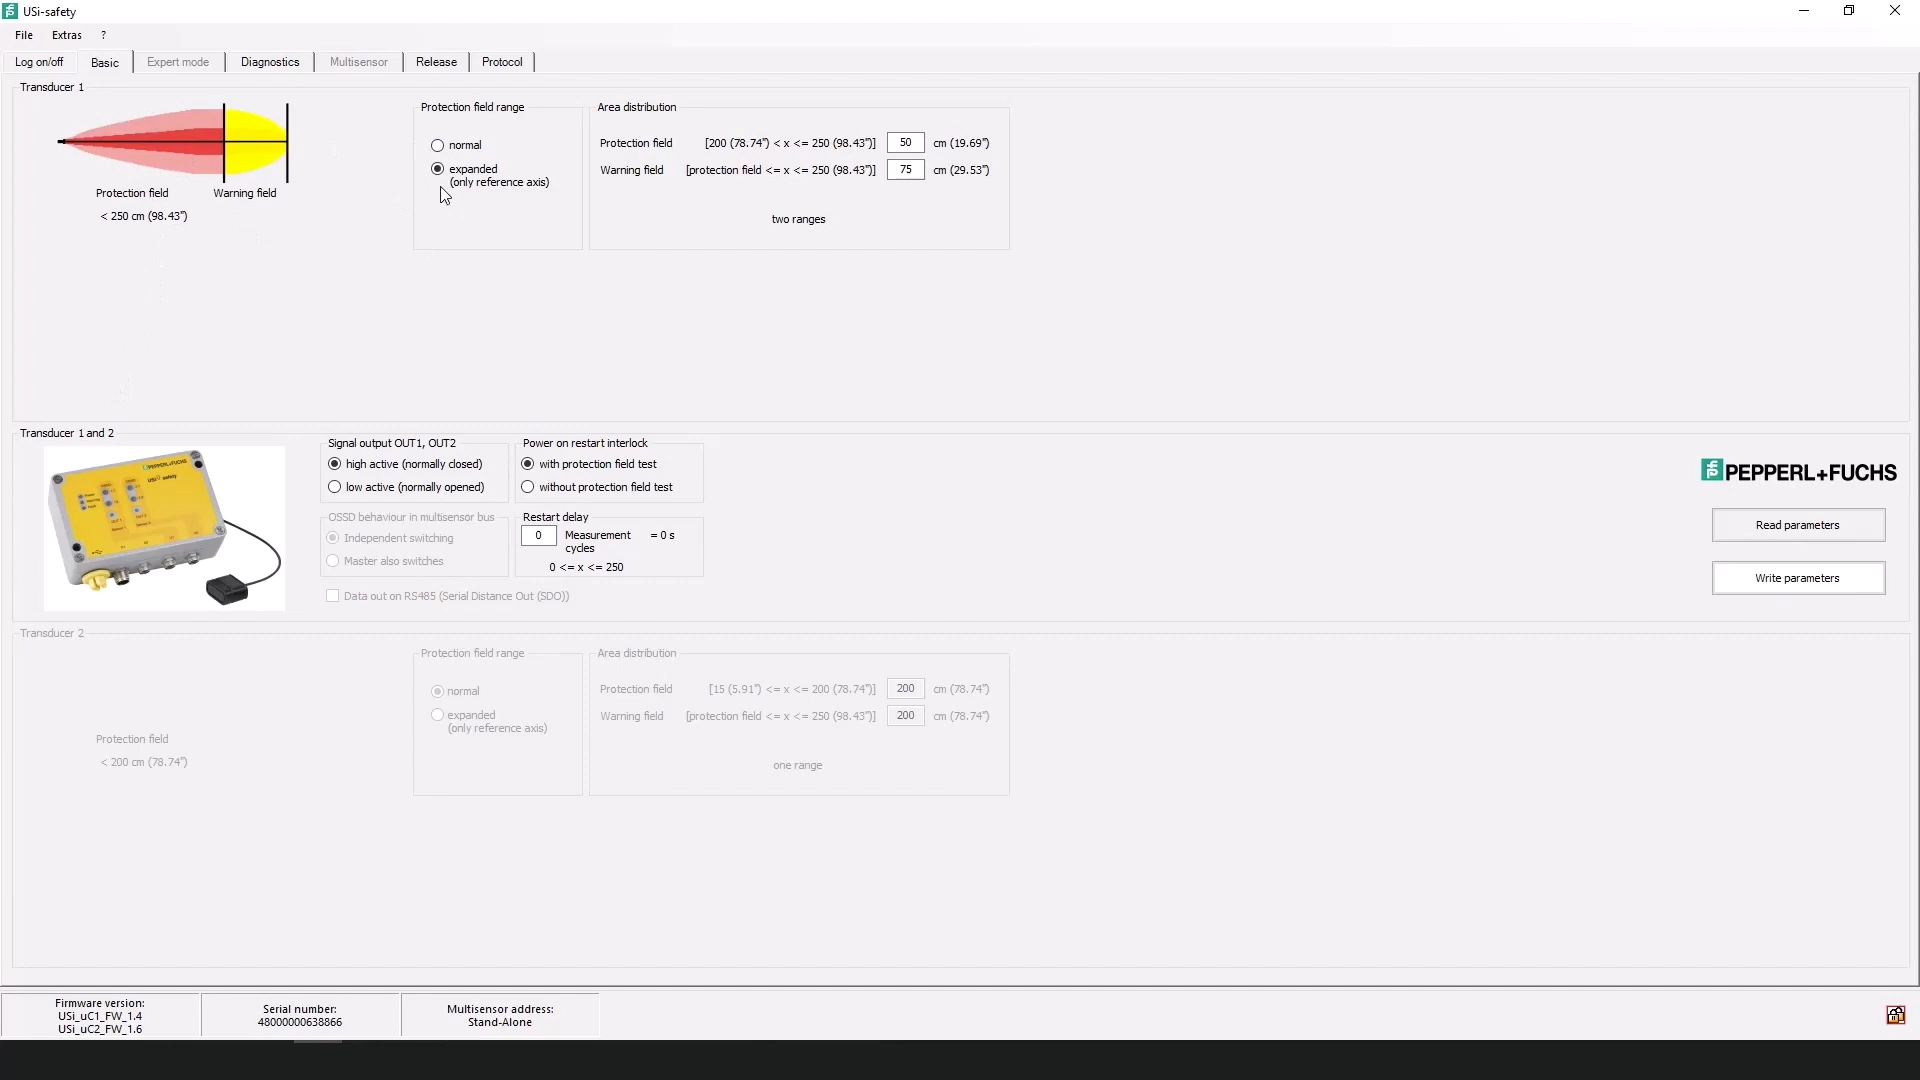 USi-safety
File Extras ?
Log on/off Basic Expert mode Diagnostics Multisensor Release Protocol
Transducer 1
Protection field Warning field
< 250 cm (98.43")
Protection field range
normal
expanded
(only reference axis)
Area distribution
Protection field [200 (78.74") < x <= 250 (98.43")] 50 cm (19.69")
Warning field [protection field <= x <= 250 (98.43")] 75 cm (29.53")
two ranges
Transducer 1 and 2
PEPPERL+FUCHS
USi safety
Signal output OUT1, OUT2
high active (normally closed)
low active (normally opened)
Power on restart interlock
with protection field test
without protection field test
OSSD behaviour in multisensor bus
Independent switching
Master also switches
Restart delay
0 Measurement = 0 s
cycles
0 <= x <= 250
Data out on RS485 (Serial Distance Out (SDO))
PEPPERL+FUCHS
Read parameters
Write parameters
Transducer 2
Protection field
< 200 cm (78.74")
Protection field range
normal
expanded
(only reference axis)
Area distribution
Protection field [15 (5.91") <= x <= 200 (78.74")] 200 cm (78.74")
Warning field [protection field <= x <= 250 (98.43")] 200 cm (78.74")
one range
Firmware version:
USi_uC1_FW_1.4
USi_uC2_FW_1.6
Serial number:
48000000638866
Multisensor address:
Stand-Alone